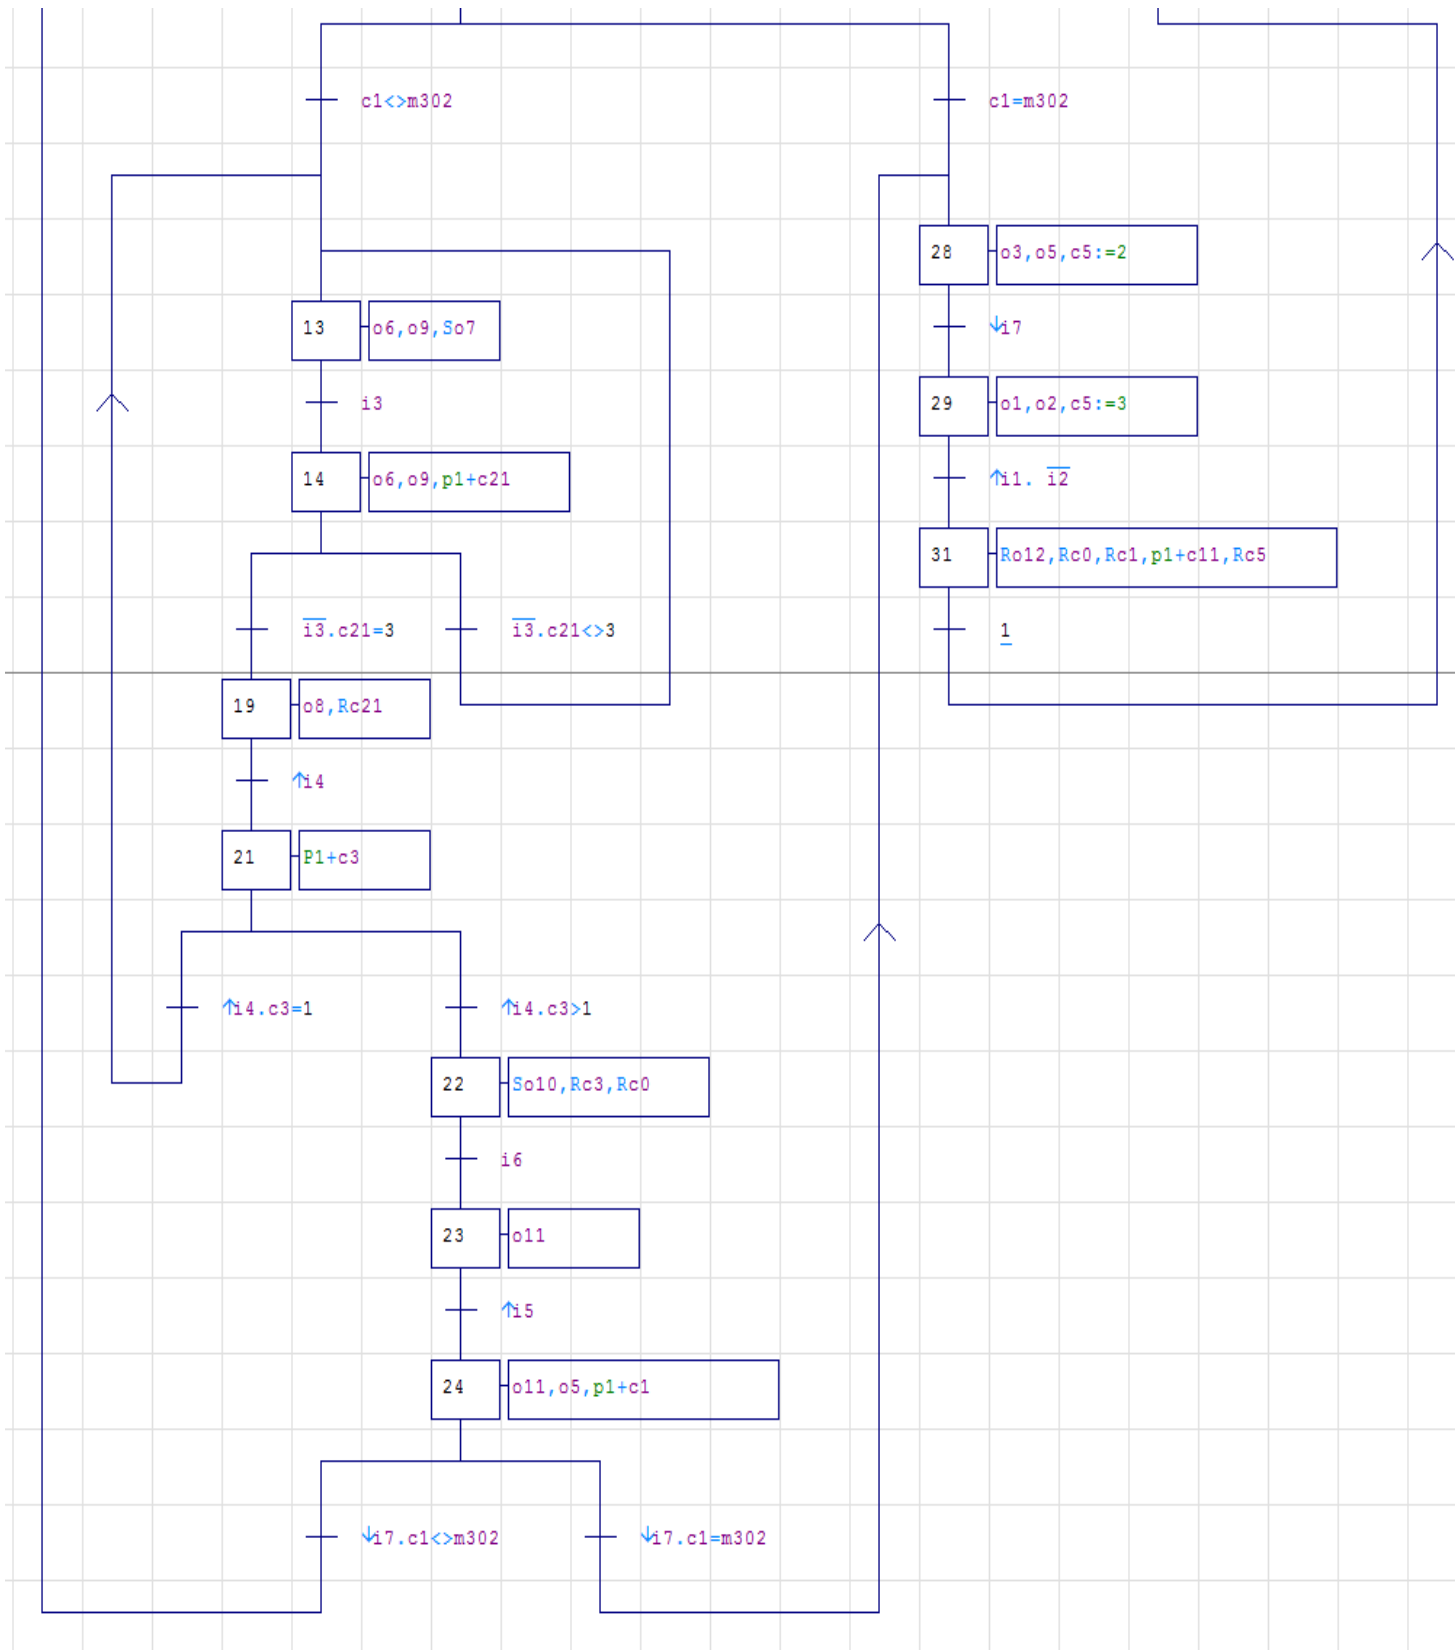 c1<>m302
c1=m302
28 o3,o5,c5:=2
13 o6,o9,So7
↓i7
i3
29 o1,o2,c5:=3
14 o6,o9,p1+c21
↑i1. i̅2̅
31 Ro12,Rc0,Rc1,p1+c11,Rc5
i̅3̅.c21=3
i̅3̅.c21<>3
1
19 o8,Rc21
↑i4
21 P1+c3
↑i4.c3=1
↑i4.c3>1
22 So10,Rc3,Rc0
i6
23 o11
↑i5
24 o11,o5,p1+c1
↓i7.c1<>m302
↓i7.c1=m302